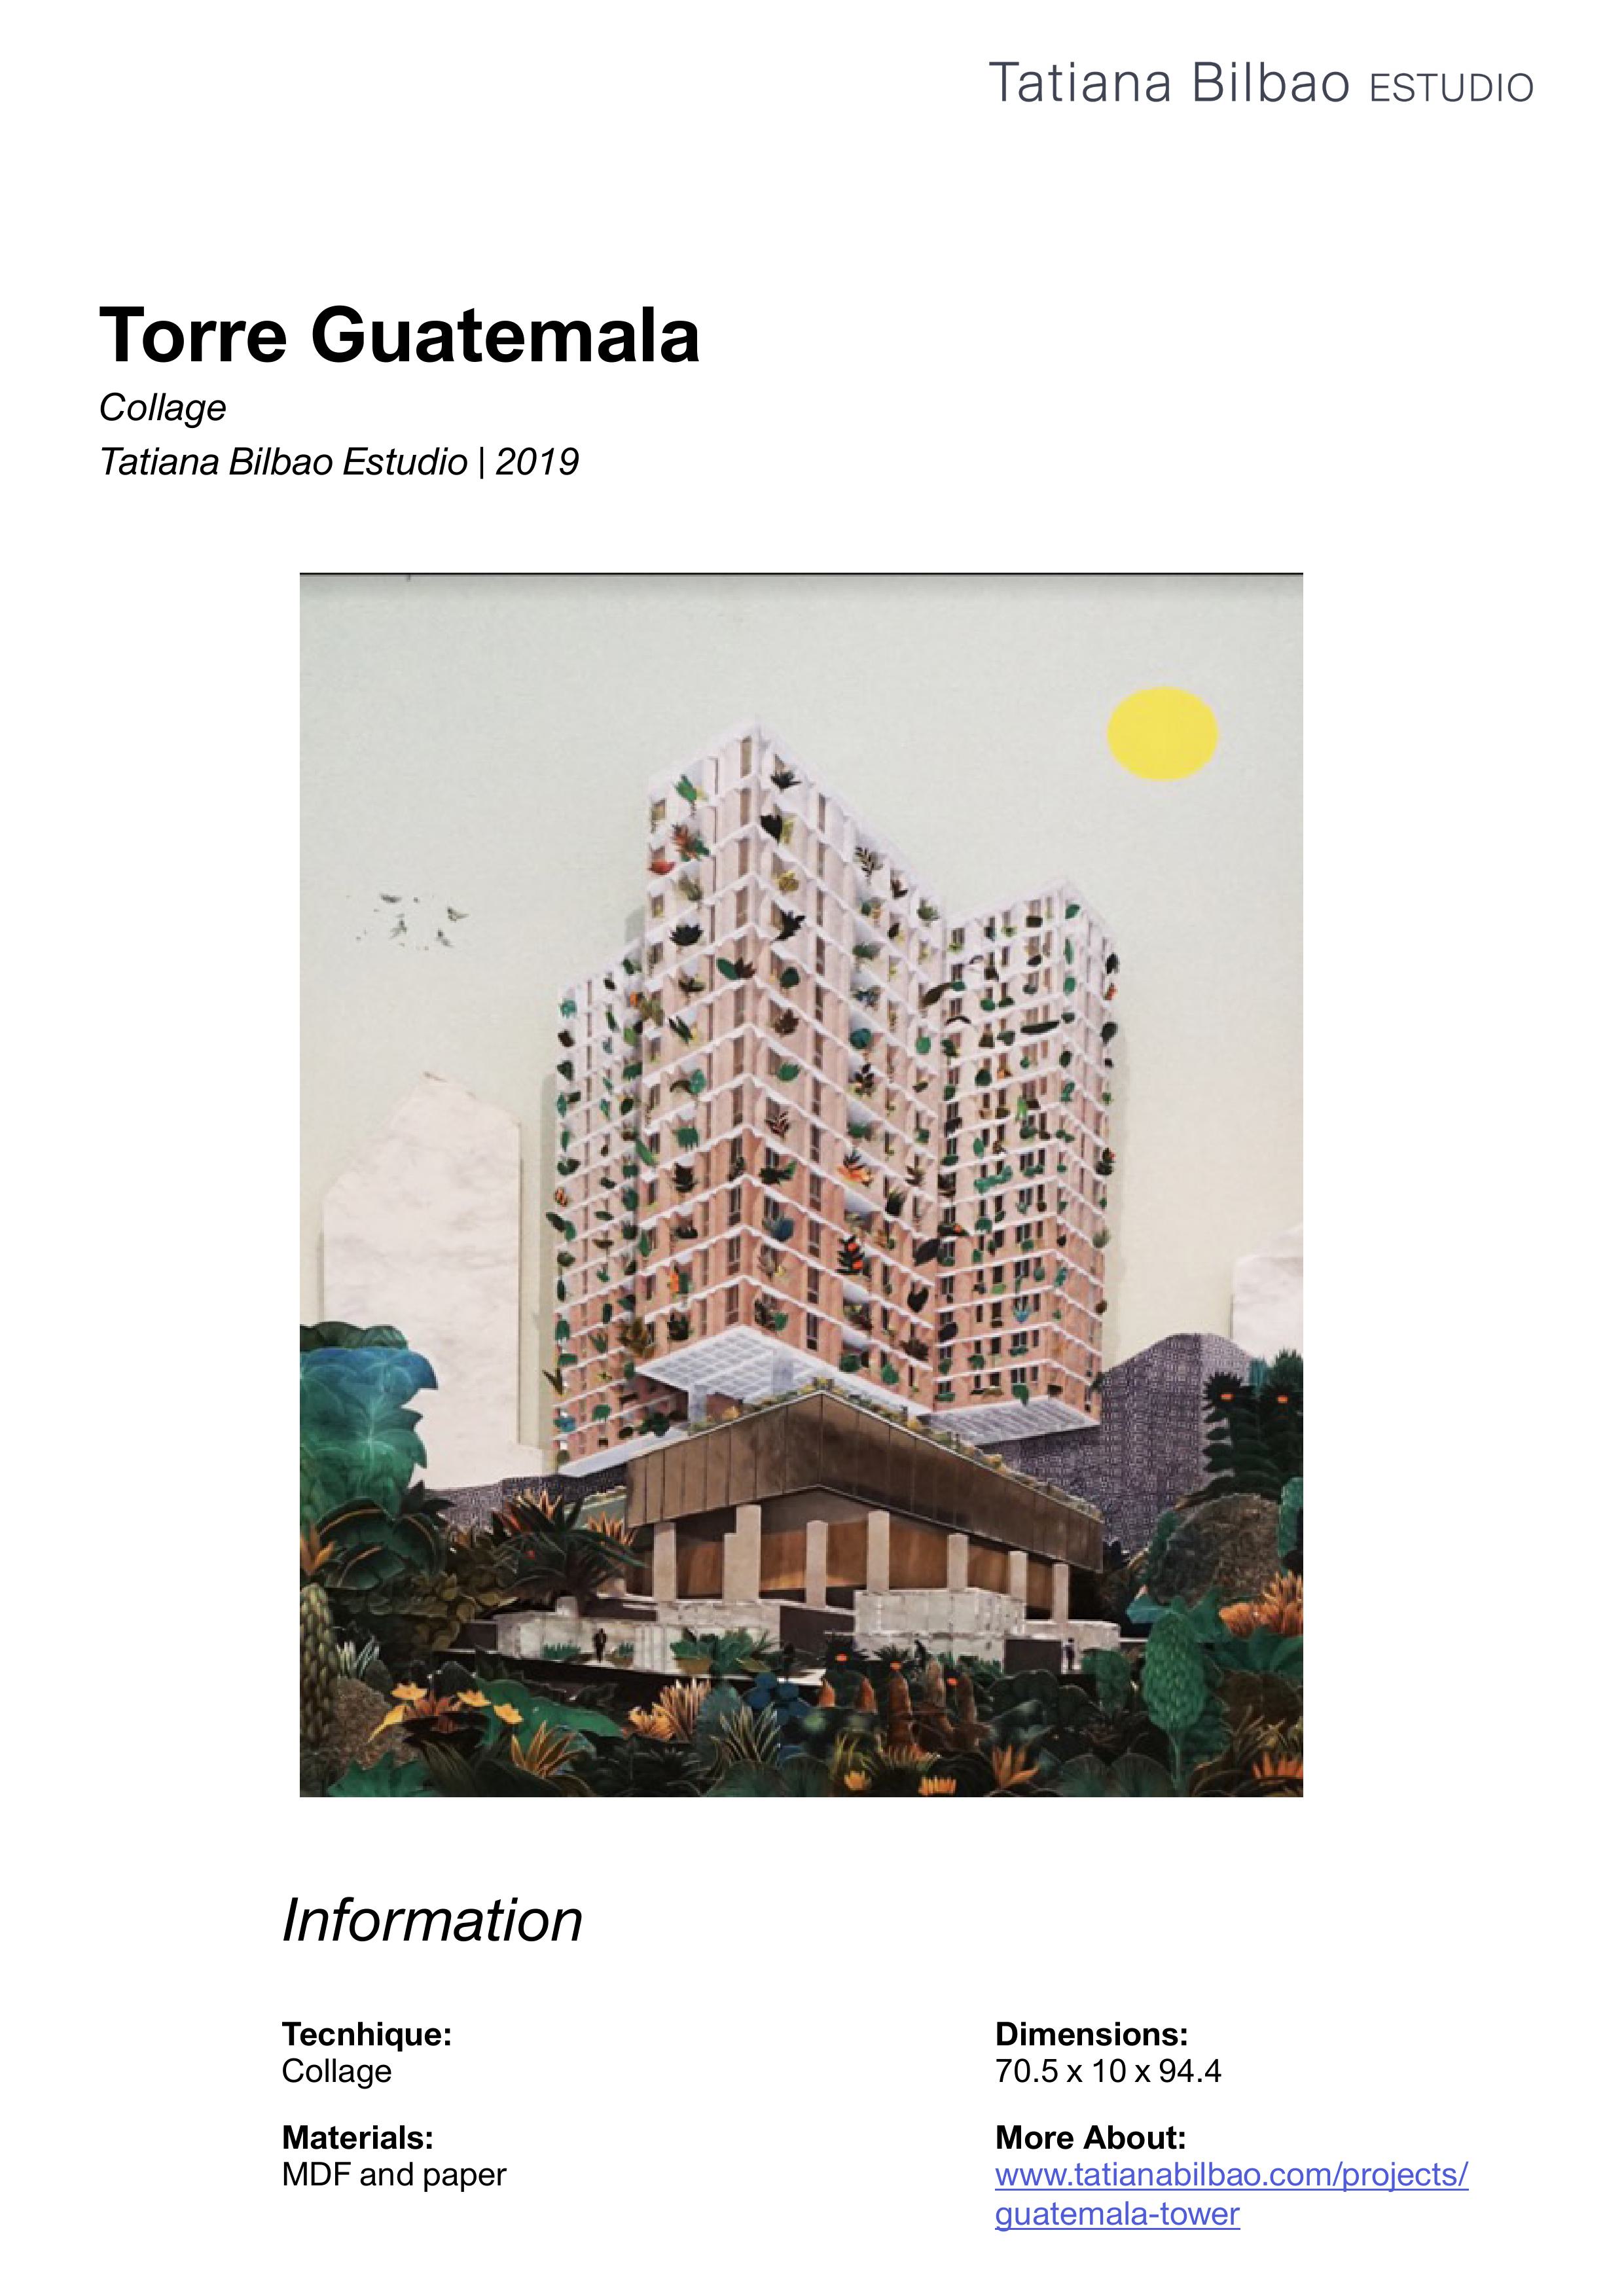 Tatiana Bilbao ESTUDIO
Torre Guatemala
Collage
Tatiana Bilbao Estudio | 2019
Information
Tecnhique:
Collage
Materials:
MDF and paper
Dimensions:
70.5 x 10 x 94.4
More About:
www.tatianabilbao.com/projects/
guatemala-tower